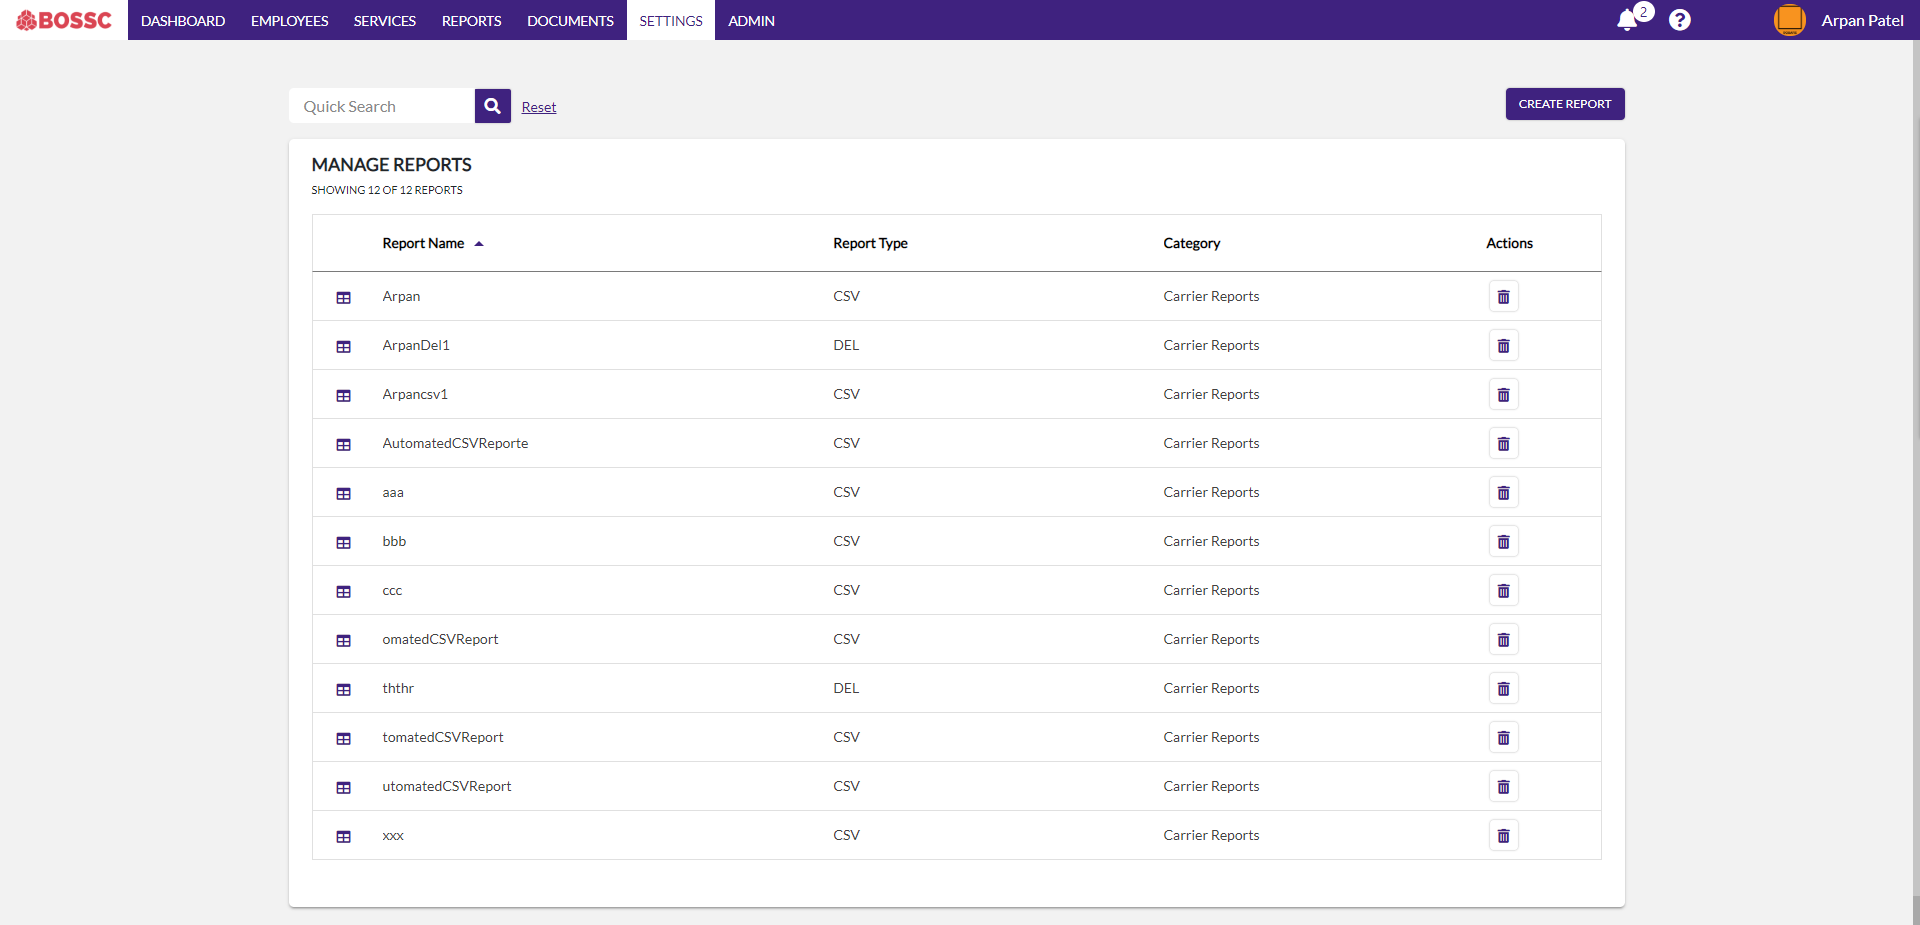 BOSSC DASHBOARD EMPLOYEES SERVICES REPORTS DOCUMENTS SETTINGS ADMIN 2 ? Arpan Patel
Quick Search Reset CREATE REPORT
MANAGE REPORTS
SHOWING 12 OF 12 REPORTS
Report Name Report Type Category Actions
Arpan CSV Carrier Reports
ArpanDel1 DEL Carrier Reports
Arpancsv1 CSV Carrier Reports
AutomatedCSVReporte CSV Carrier Reports
aaa CSV Carrier Reports
bbb CSV Carrier Reports
ccc CSV Carrier Reports
omatedCSVReport CSV Carrier Reports
ththr DEL Carrier Reports
tomatedCSVReport CSV Carrier Reports
utomatedCSVReport CSV Carrier Reports
xxx CSV Carrier Reports